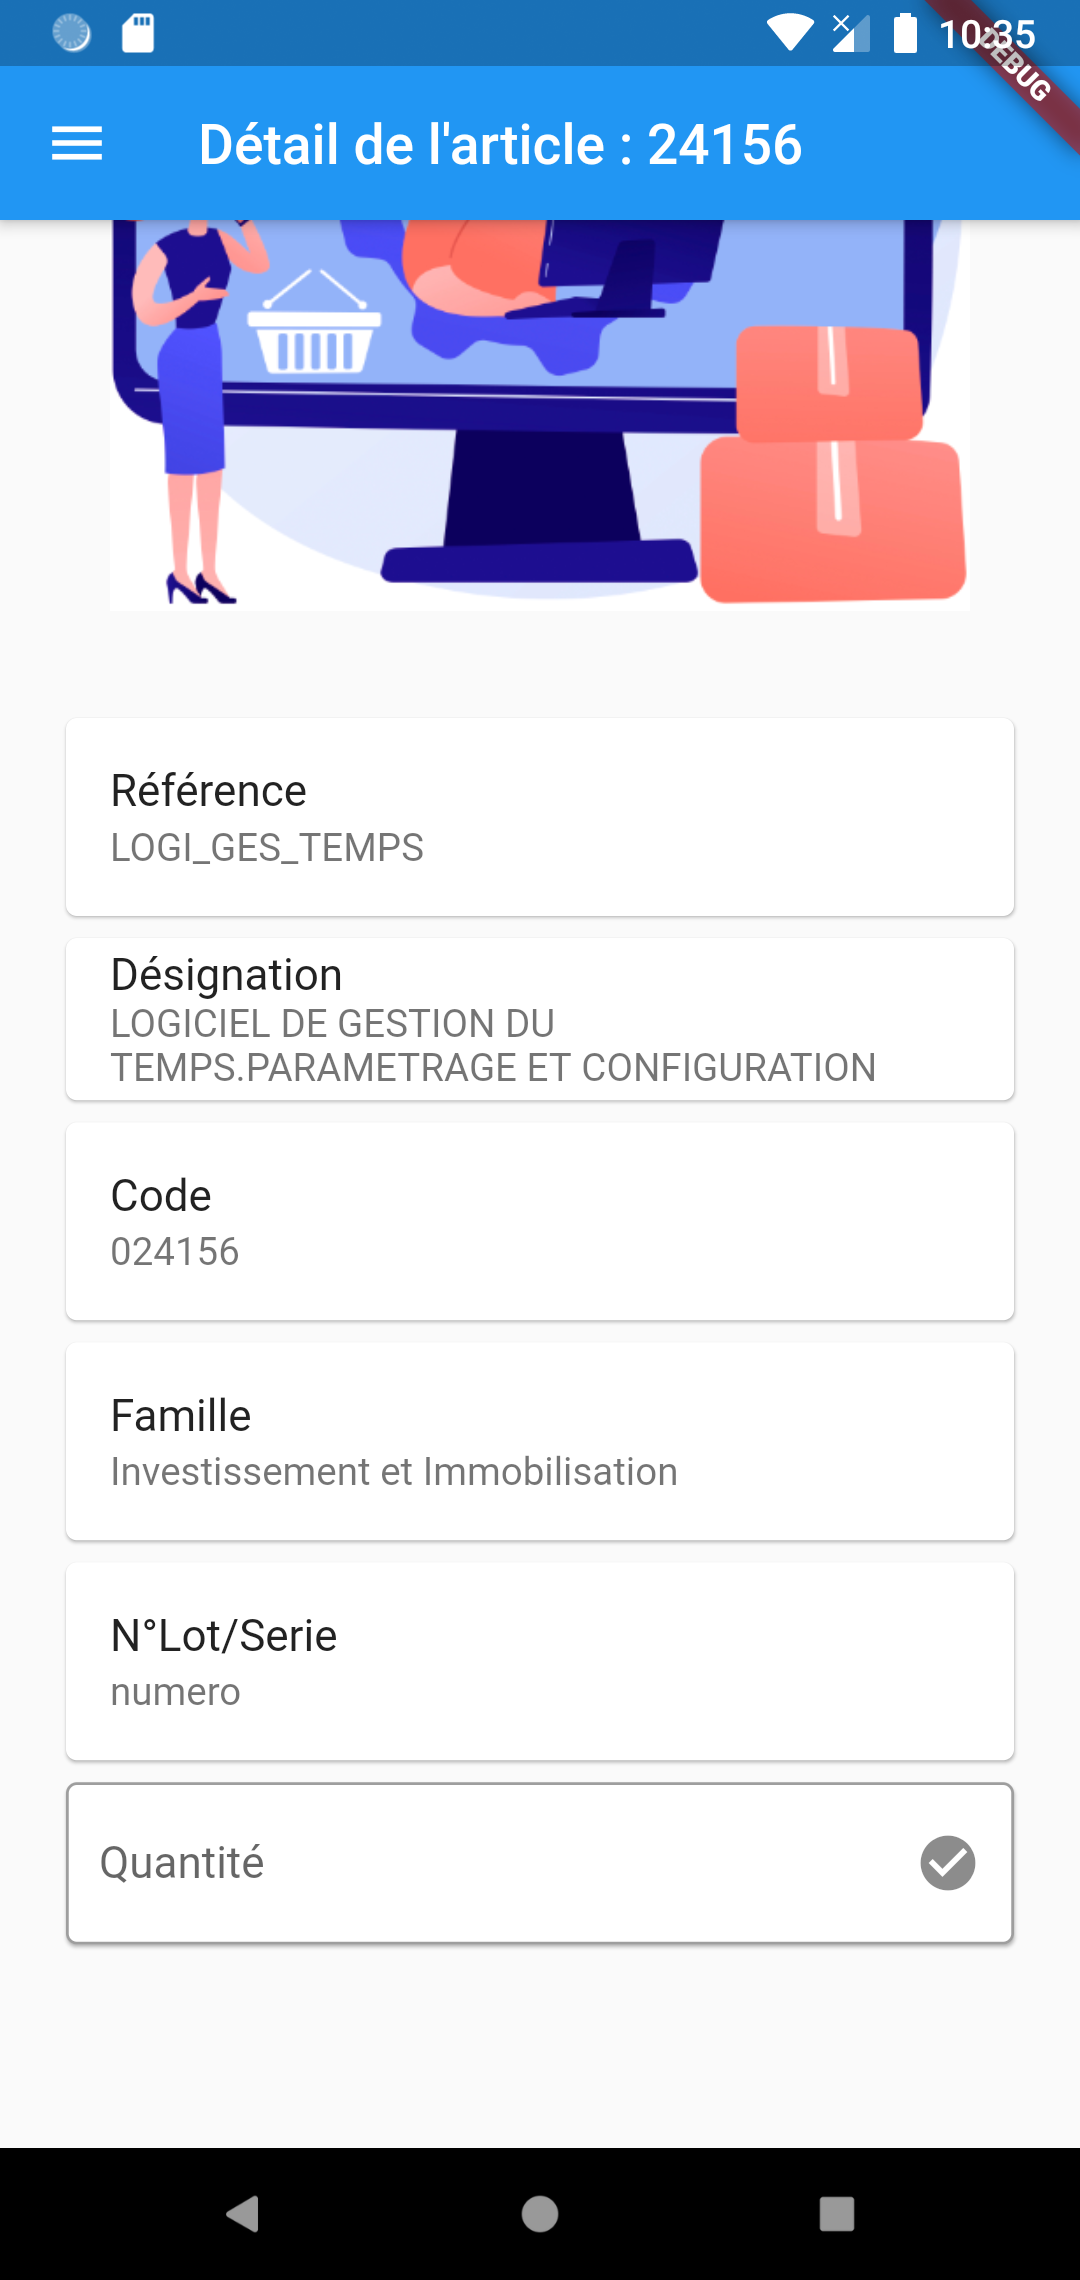 10:35
DEBUG
Détail de l'article : 24156
Référence
LOGI_GES_TEMPS
Désignation
LOGICIEL DE GESTION DU
TEMPS.PARAMETRAGE ET CONFIGURATION
Code
024156
Famille
Investissement et Immobilisation
N°Lot/Serie
numero
Quantité